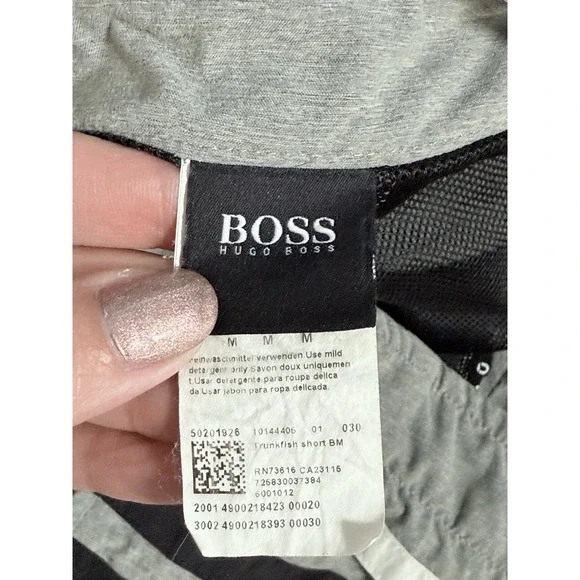 BOSS
HUGO BOSS
M M M
Feinwaschmittel verwenden.Use mild
detergent only Savon doux uniquemen
t.Usar detergente para roupa delica
da Usar jabon para ropa delicada.
50201926 10144406 01 030
Trunkfish short BM
RN73616 CA23115
726830037384
6001012
2001 4900218423 00020
3002 4900218393 00030